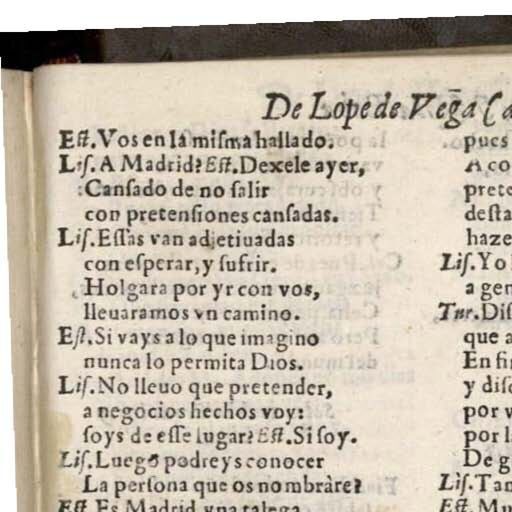 De Lope de Vega Ca
Est. Vos en la misma hallado.
Lis. A Madrid? Est. Dexele ayer,
Cansado de no salir
con pretensiones cansadas.
Lis. Essas van adjetiuadas
con esperar, y sufrir.
Holgara por yr con vos,
lleuaramos vn camino.
Est. Si vays a lo que imagino
nunca lo permita Dios.
Lis. No lleuo que pretender,
a negocios hechos voy:
soys de esse lugar? Est. Si soy.
Lis. Luego podreys conocer
La persona que os nombràre?
Est. Es Madrid vna talega
pues
A co
prete
desta
haze
Lis. Yo
a gen
Tur. Dis
que a
En fi
y disc
por v
por l
De g
Lis. Tan
Est. Mu